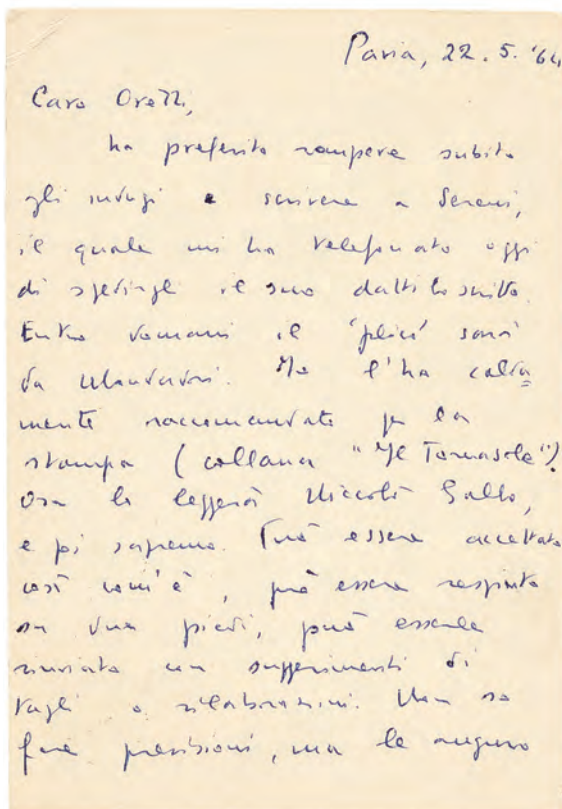 Pavia, 22.5.'64
Caro Orelli,
ho preferito rompere subito
gli indugi e scrivere a Sereni,
il quale mi ha telefonato oggi
di spedirgli il suo dattiloscritto.
Entro domani il 'plico' sarà
da Mondadori. Io l'ho calda
mente raccomandato per la
stampa (collana "Il Tornasole").
Ora lo leggerà Niccolò Gallo,
e poi sapremo. Può essere accettato
così com'è, può essere respinto
su due piedi, può essere
rinviato con suggerimenti di
tagli o rielaborazioni. Non so
fare previsioni, ma le auguro